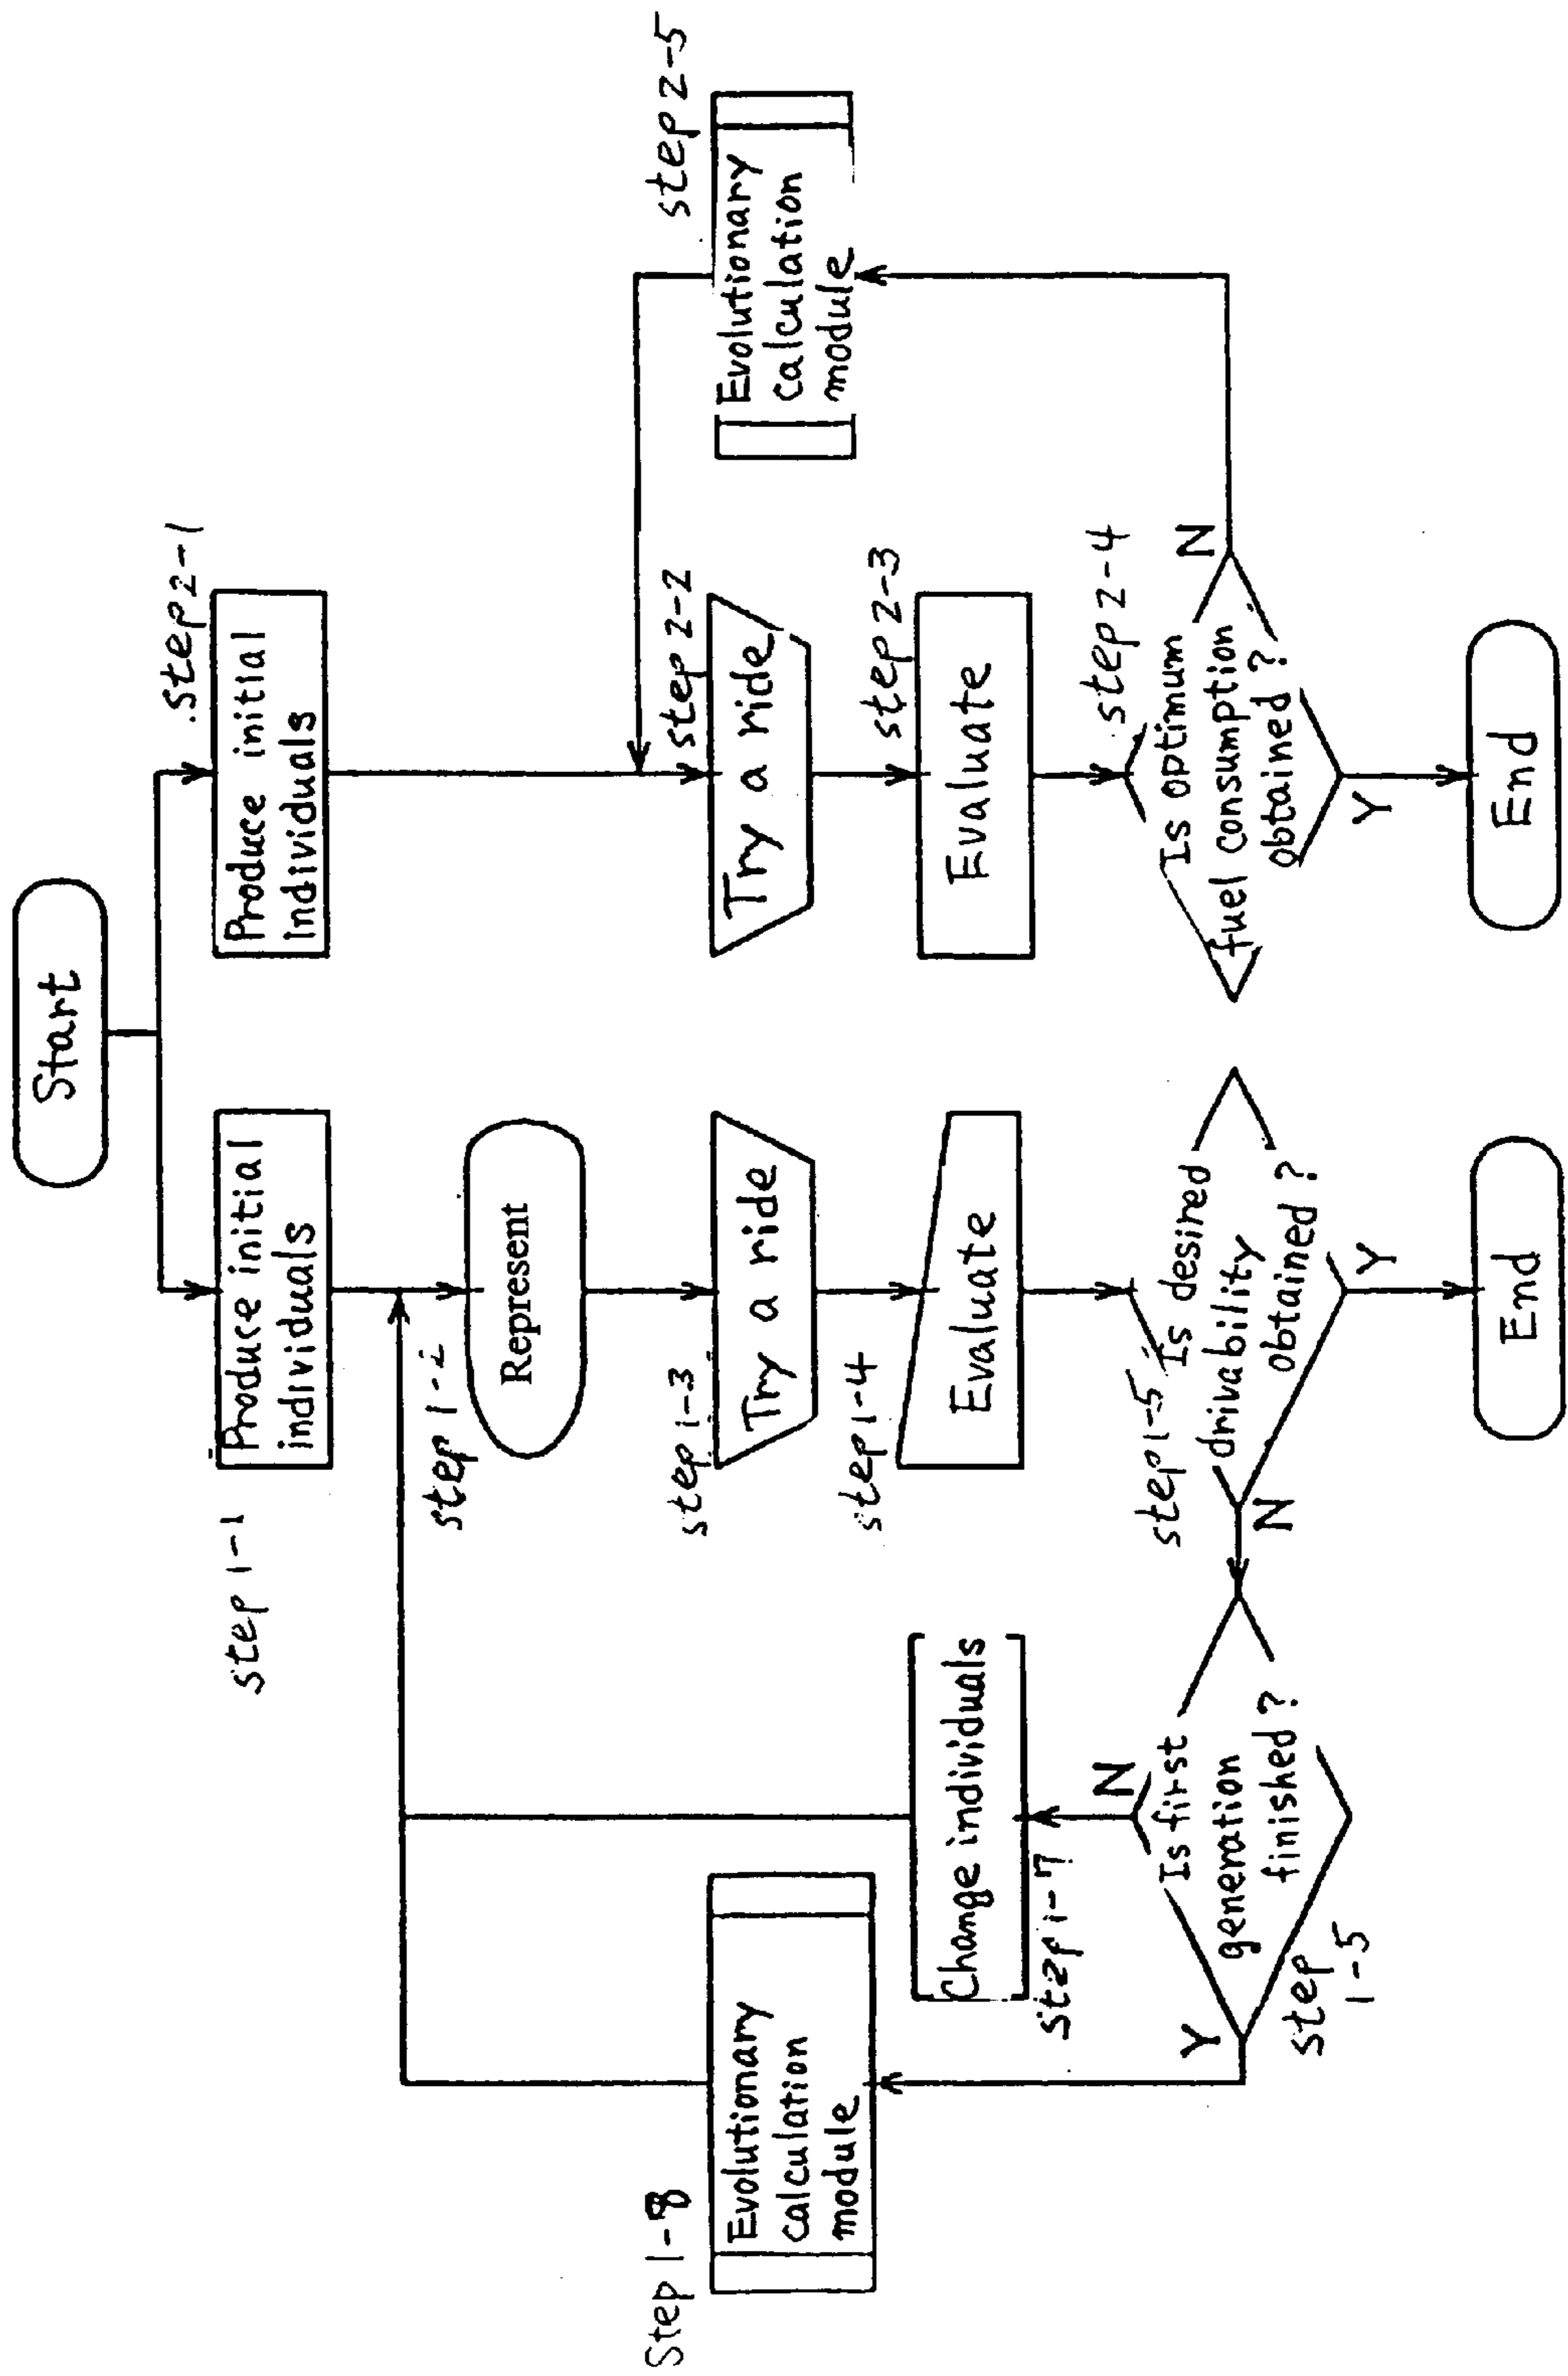 Start
step 1-1
Produce initial
individuals
step 2-1
Produce initial
individuals
step 1-2
Represent
step 1-3
Try a ride
step 2-2
Try a ride
step 2-5
Evolutionary
calculation
module
Step 1-8
Evolutionary
calculation
module
step 1-4
Evaluate
step 2-3
Evaluate
Change individuals
step 1-7
step 1-5
Is desired
drivability
obtained ?
N
Y
step 2-4
Is optimum
fuel consumption
obtained ?
N
Y
N
Is first
generation
finished ?
Y
step
1-5
End
End